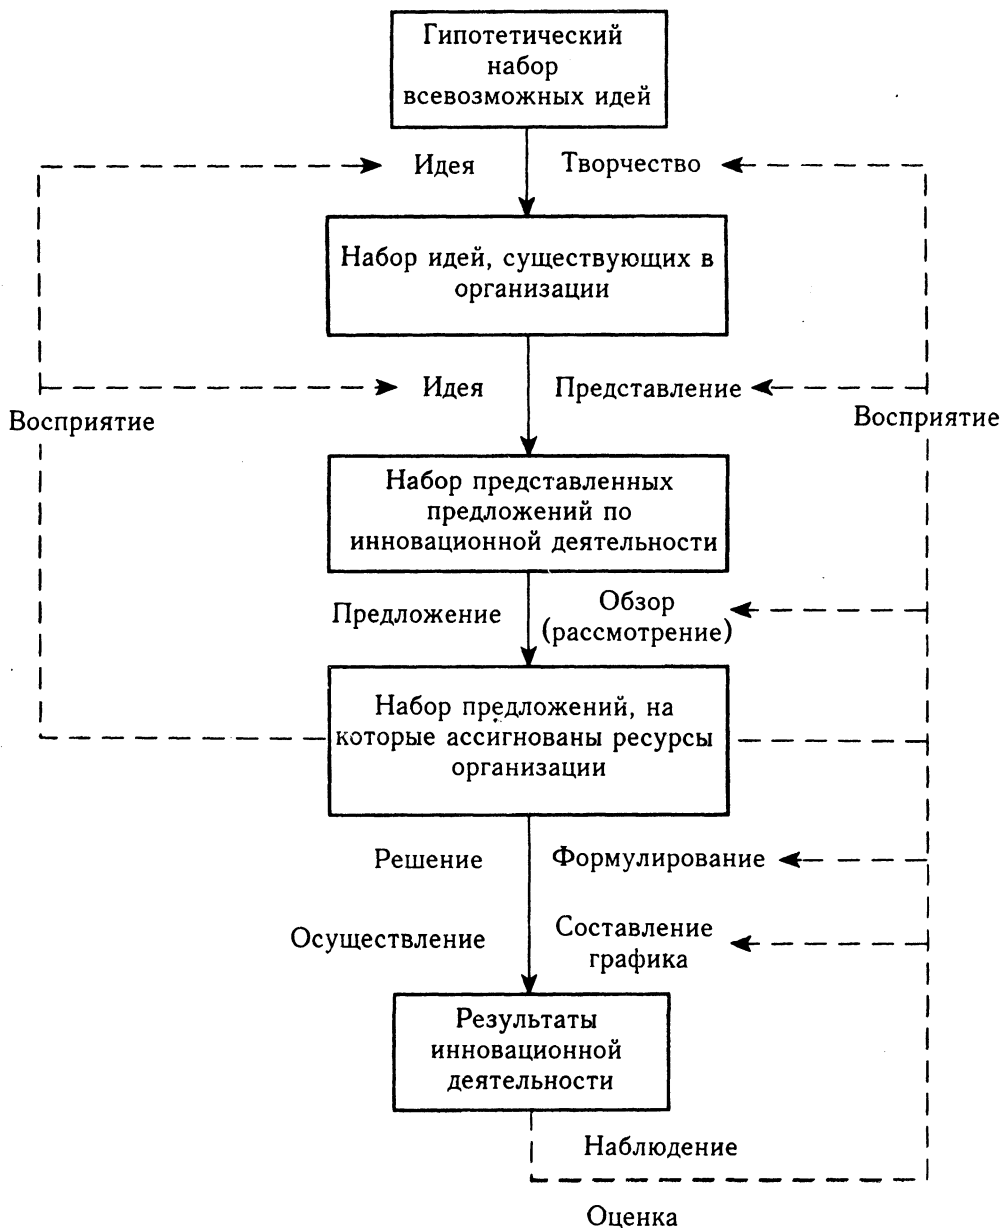 Гипотетический
набор
всевозможных идей
Идея
Творчество
Набор идей, существующих в
организации
Идея
Представление
Восприятие
Восприятие
Набор представленных
предложений по
инновационной деятельности
Предложение
Обзор
(рассмотрение)
Набор предложений, на
которые ассигнованы ресурсы
организации
Решение
Формулирование
Осуществление
Составление
графика
Результаты
инновационной
деятельности
Наблюдение
Оценка